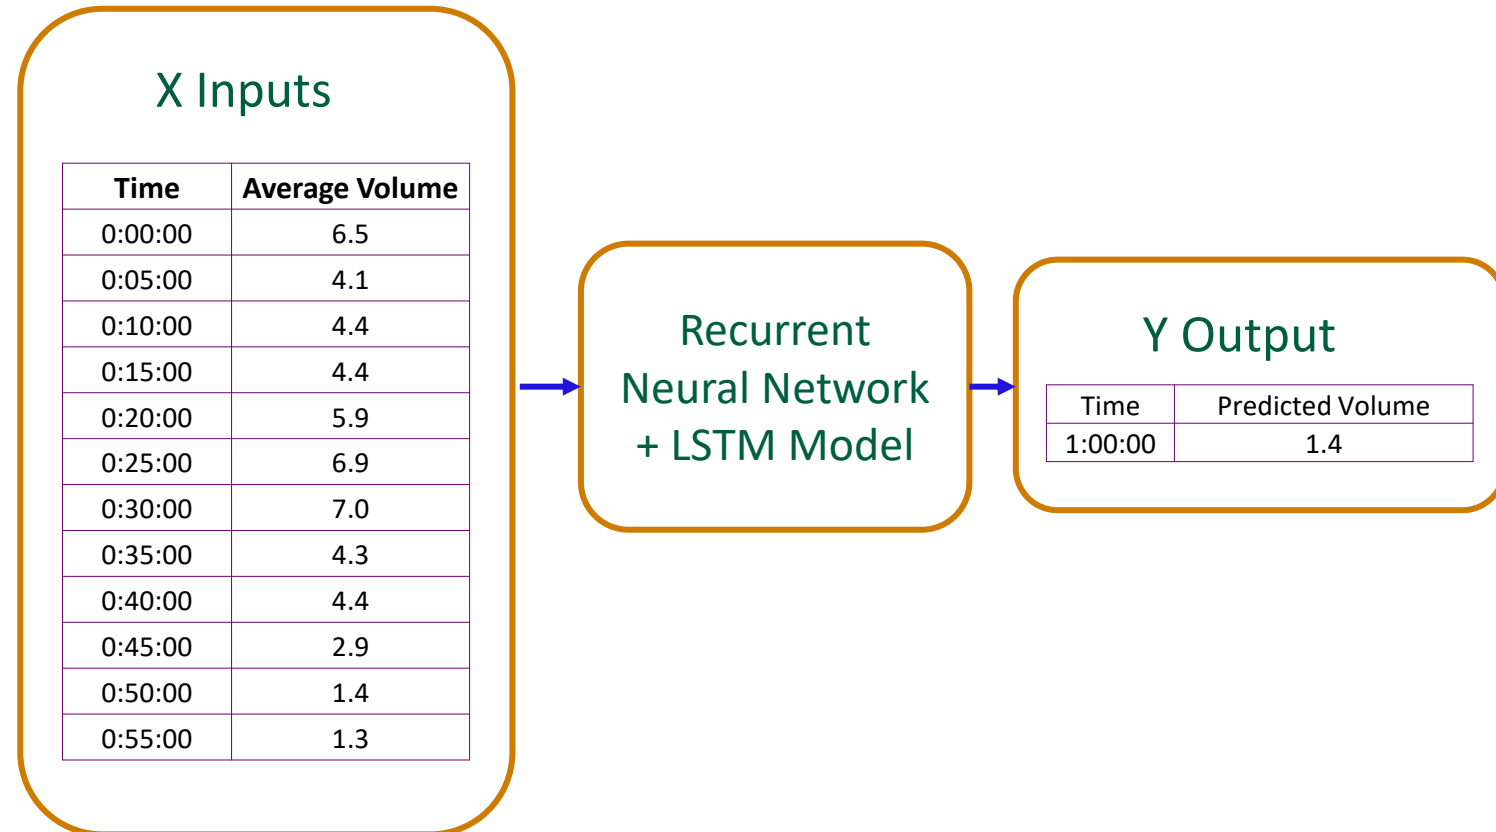 X Inputs
Time Average Volume
0:00:00 6.5
0:05:00 4.1
0:10:00 4.4
0:15:00 4.4
0:20:00 5.9
0:25:00 6.9
0:30:00 7.0
0:35:00 4.3
0:40:00 4.4
0:45:00 2.9
0:50:00 1.4
0:55:00 1.3
Recurrent
Neural Network
+ LSTM Model
Y Output
Time Predicted Volume
1:00:00 1.4